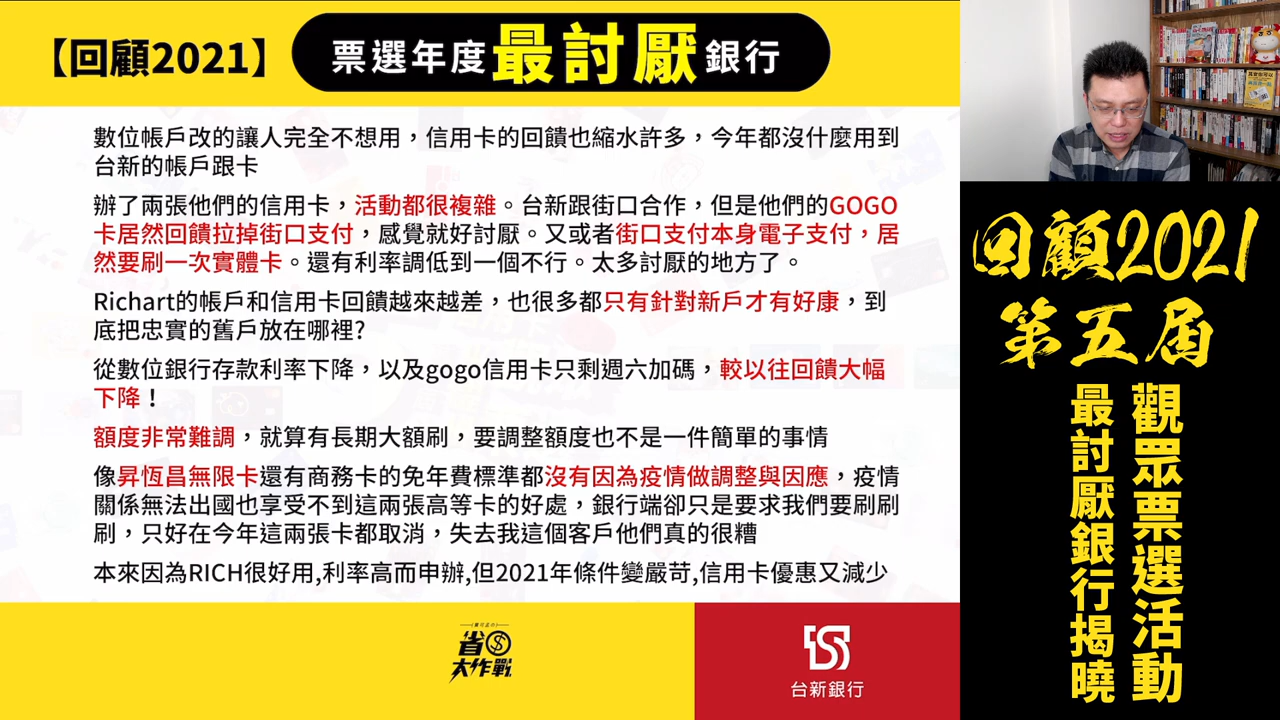 【回顧2021】
票選年度最討厭銀行
數位帳戶改的讓人完全不想用，信用卡的回饋也縮水許多，今年都沒什麼用到
台新的帳戶跟卡
辦了兩張他們的信用卡，活動都很複雜。台新跟街口合作，但是他們的GOGO
卡居然回饋拉掉街口支付，感覺就好討厭。又或者街口支付本身電子支付，居
然要刷一次實體卡。還有利率調低到一個不行。太多討厭的地方了。
Richart的帳戶和信用卡回饋越來越差，也很多都只有針對新戶才有好康，到
底把忠實的舊戶放在哪裡?
從數位銀行存款利率下降，以及gogo信用卡只剩週六加碼，較以往回饋大幅
下降！
額度非常難調，就算有長期大額刷，要調整額度也不是一件簡單的事情
像昇恆昌無限卡還有商務卡的免年費標準都沒有因為疫情做調整與因應，疫情
關係無法出國也享受不到這兩張高等卡的好處，銀行端卻只是要求我們要刷刷
刷，只好在今年這兩張卡都取消，失去我這個客戶他們真的很糟
本來因為RICH很好用,利率高而申辦,但2021年條件變嚴苛,信用卡優惠又減少
省
大作戰
台新銀行
回顧2021
第五屆
觀眾票選活動
最討厭銀行揭曉